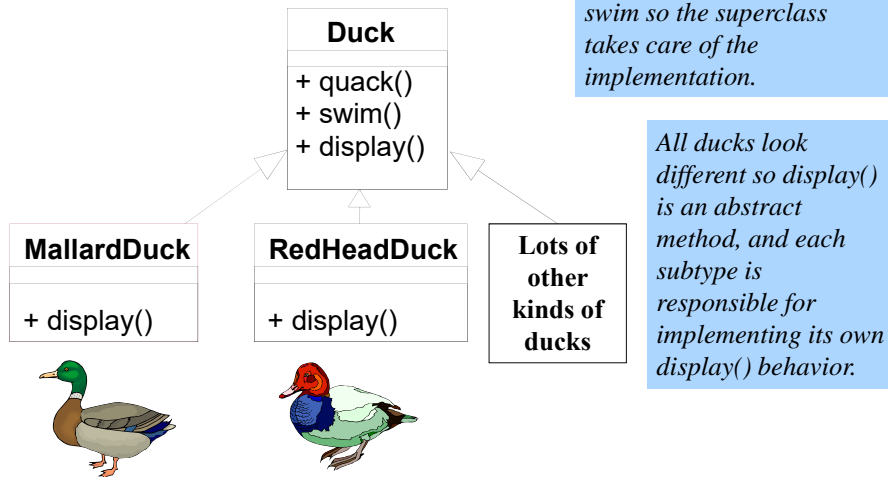 swim so the superclass
takes care of the
implementation.
Duck
+ quack()
+ swim()
+ display()
All ducks look
different so display()
is an abstract
method, and each
subtype is
responsible for
implementing its own
display() behavior.
MallardDuck
+ display()
RedHeadDuck
+ display()
Lots of
other
kinds of
ducks